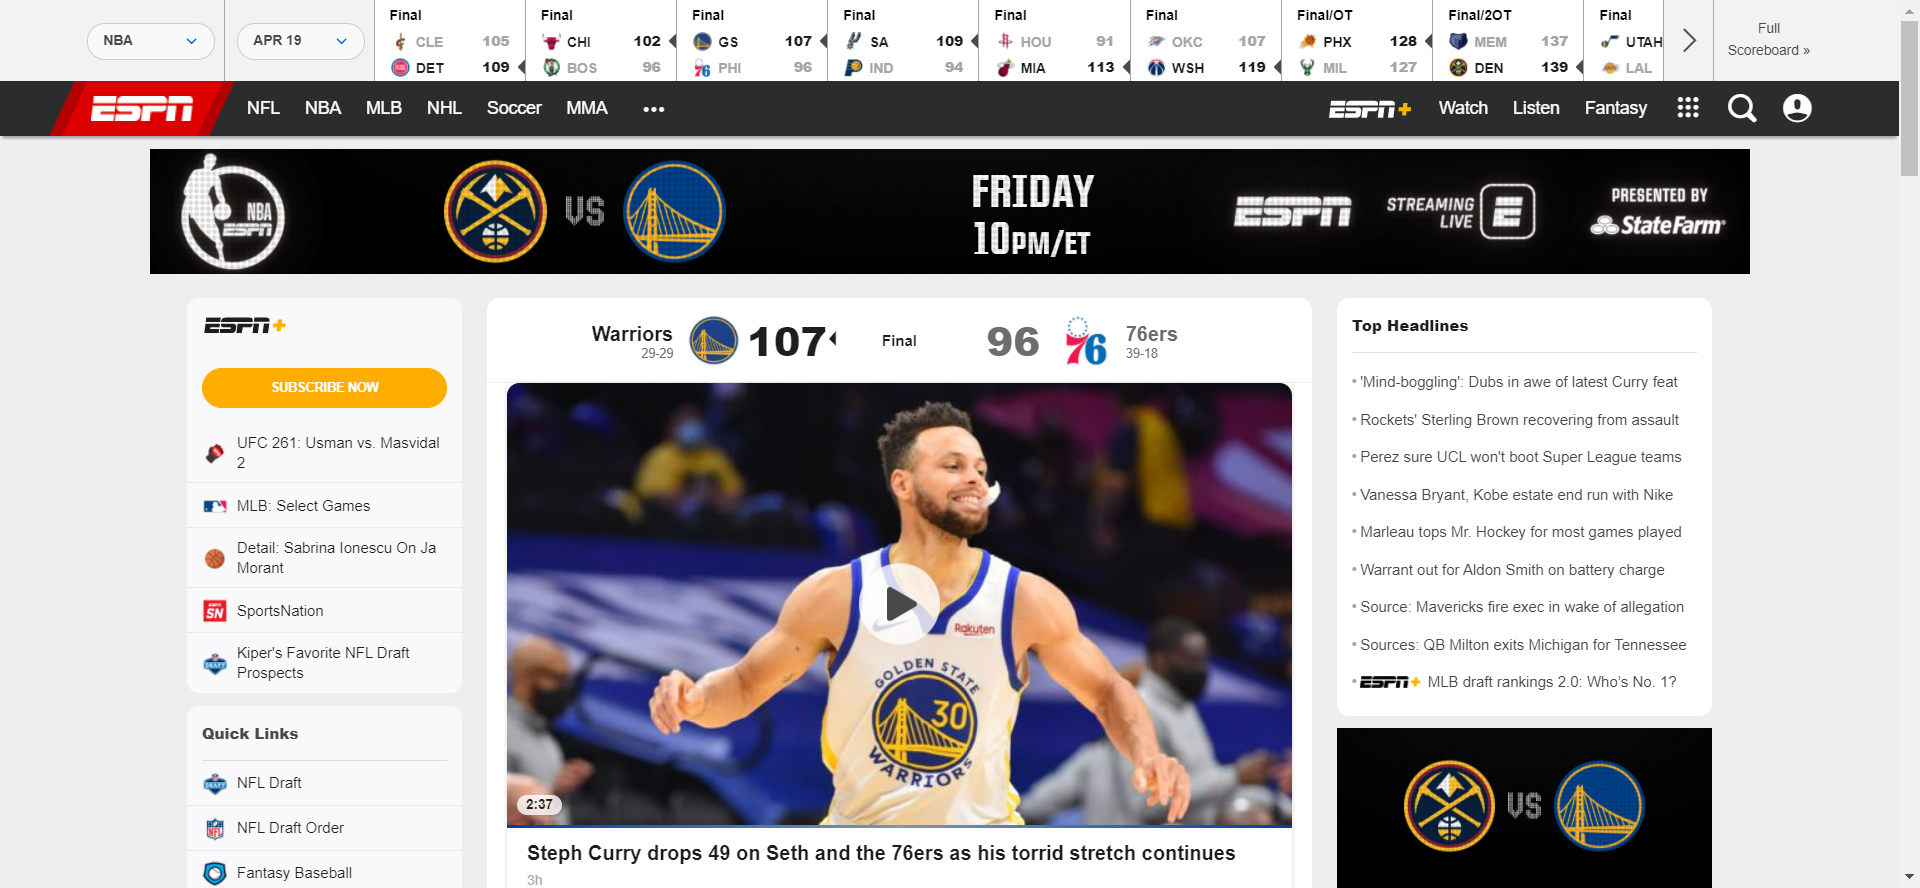 NBA
APR 19
Final
CLE 105
DET 109
Final
CHI 102
BOS 96
Final
GS 107
PHI 96
Final
SA 109
IND 94
Final
HOU 91
MIA 113
Final
OKC 107
WSH 119
Final/OT
PHX 128
MIL 127
Final/2OT
MEM 137
DEN 139
Final
UTAH
LAL
Full
Scoreboard »
ESPN
NFL NBA MLB NHL Soccer MMA
ESPN+ Watch Listen Fantasy
NBA
ESPN
VS
FRIDAY
10PM/ET
ESPN
STREAMING
LIVE
E
PRESENTED BY
State Farm
ESPN+
SUBSCRIBE NOW
UFC 261: Usman vs. Masvidal
2
MLB: Select Games
Detail: Sabrina Ionescu On Ja
Morant
SN
SportsNation
DRAFT
Kiper's Favorite NFL Draft
Prospects
Quick Links
DRAFT
NFL Draft
NFL
NFL Draft Order
Fantasy Baseball
Warriors
29-29
107
Final
96
76
76ers
39-18
Rakuten
GOLDEN STATE
30
WARRIORS
2:37
Steph Curry drops 49 on Seth and the 76ers as his torrid stretch continues
3h
Top Headlines
'Mind-boggling': Dubs in awe of latest Curry feat
Rockets' Sterling Brown recovering from assault
Perez sure UCL won't boot Super League teams
Vanessa Bryant, Kobe estate end run with Nike
Marleau tops Mr. Hockey for most games played
Warrant out for Aldon Smith on battery charge
Source: Mavericks fire exec in wake of allegation
Sources: QB Milton exits Michigan for Tennessee
ESPN+ MLB draft rankings 2.0: Who's No. 1?
VS